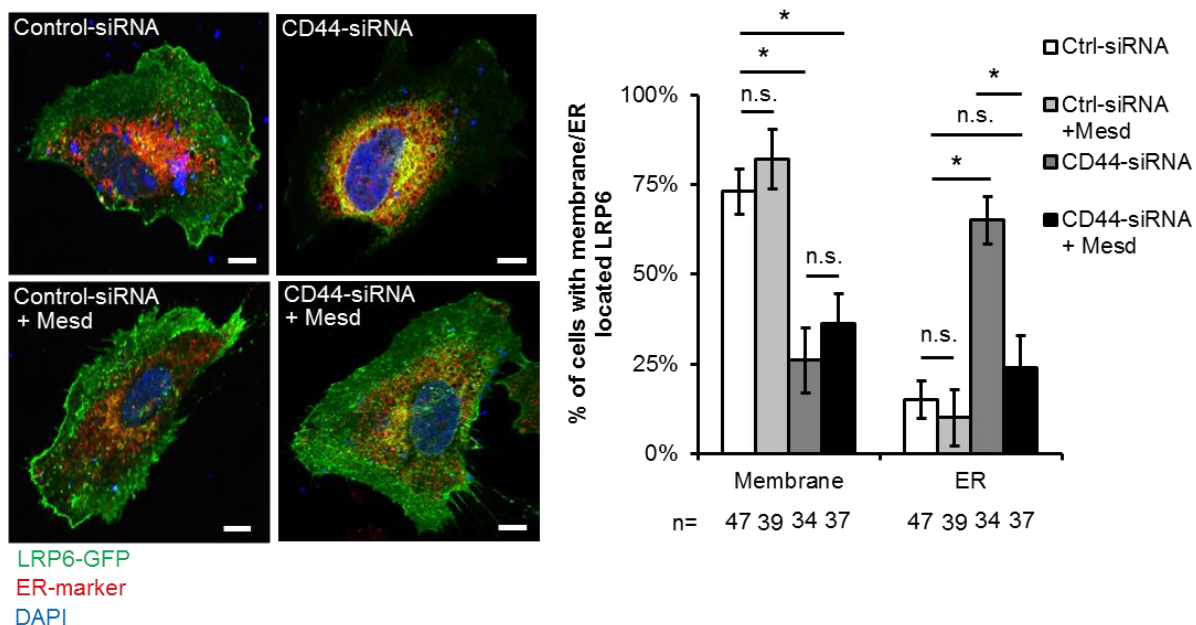 Control-siRNA
CD44-siRNA
Control-siRNA
+ Mesd
CD44-siRNA
+ Mesd
LRP6-GFP
ER-marker
DAPI
% of cells with membrane/ER
located LRP6
100%
75%
50%
25%
0%
*
*
n.s.
n.s.
*
n.s.
*
n.s.
Membrane
ER
n=
47 39 34 37
47 39 34 37
Ctrl-siRNA
Ctrl-siRNA
+Mesd
CD44-siRNA
CD44-siRNA
+ Mesd